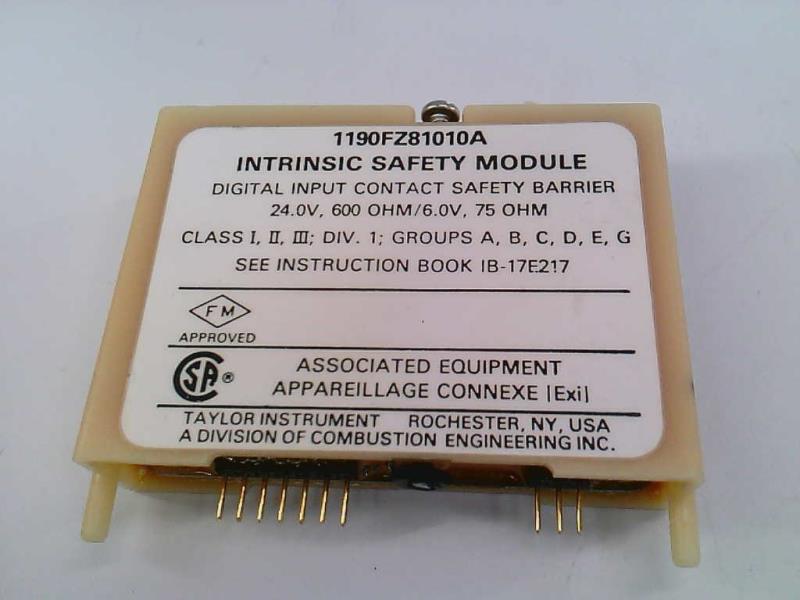 1190FZ81010A
INTRINSIC SAFETY MODULE
DIGITAL INPUT CONTACT SAFETY BARRIER
24.0V, 600 OHM/6.0V, 75 OHM
CLASS I, II, III; DIV. 1; GROUPS A, B, C, D, E, G
SEE INSTRUCTION BOOK IB-17E217
FM
APPROVED
SA ®
ASSOCIATED EQUIPMENT
APPAREILLAGE CONNEXE [Exi]
TAYLOR INSTRUMENT ROCHESTER, NY, USA
A DIVISION OF COMBUSTION ENGINEERING INC.